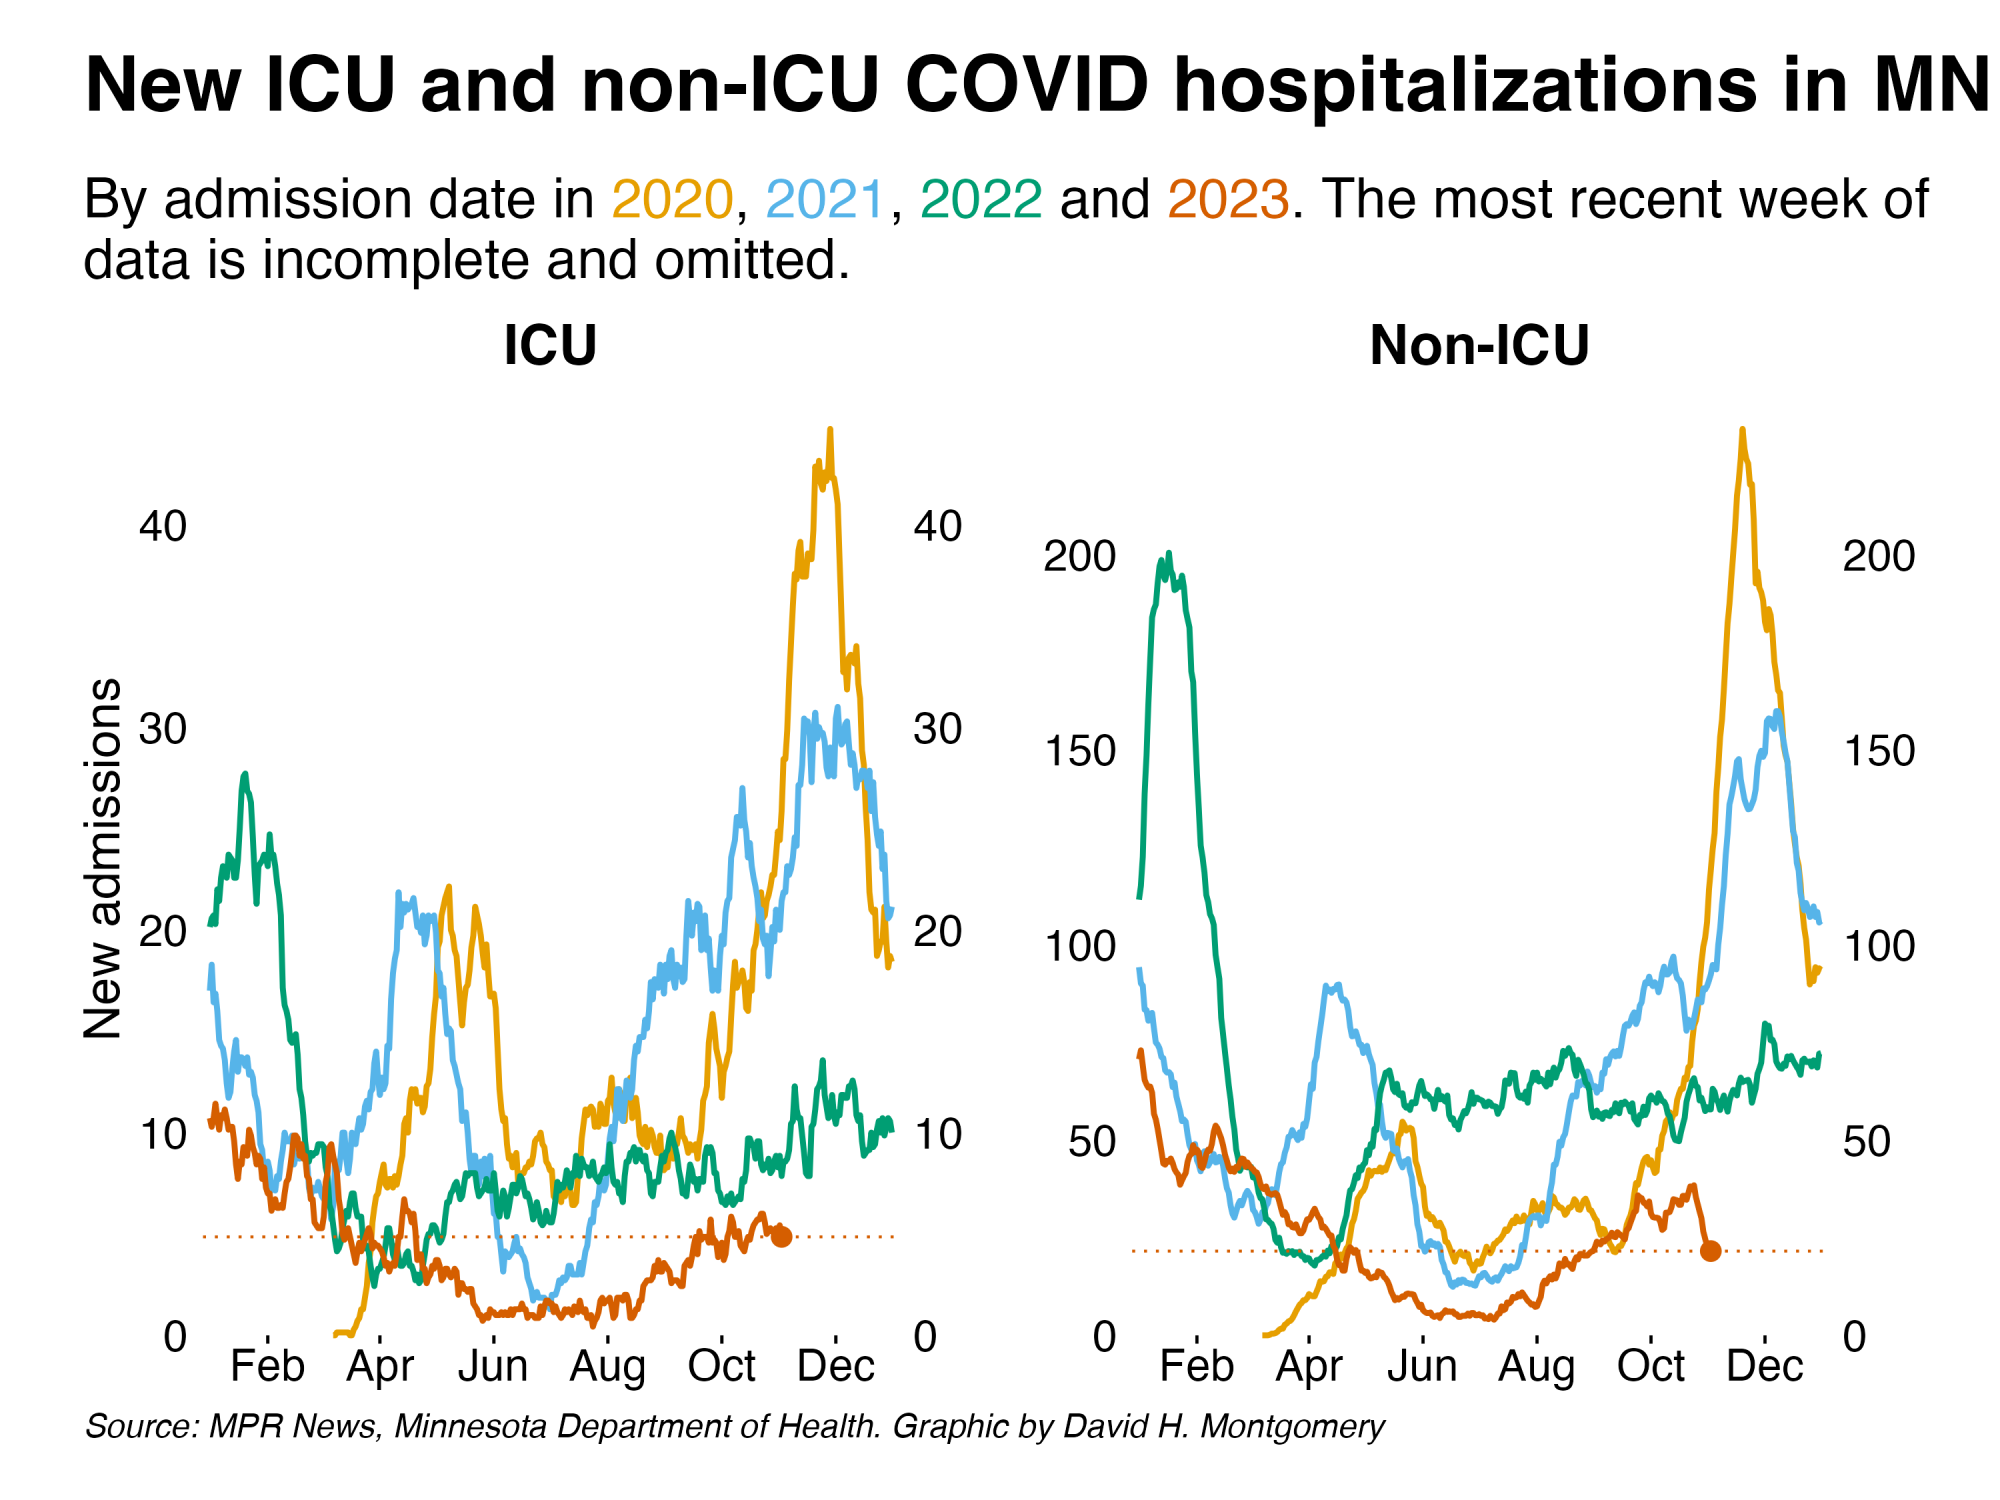 New ICU and non-ICU COVID hospitalizations in MN
By admission date in 2020, 2021, 2022 and 2023. The most recent week of
data is incomplete and omitted.
ICU
Non-ICU
New admissions
40
30
20
10
0
40
30
20
10
0
Feb Apr Jun Aug Oct Dec
200
150
100
50
0
200
150
100
50
0
Feb Apr Jun Aug Oct Dec
Source: MPR News, Minnesota Department of Health. Graphic by David H. Montgomery